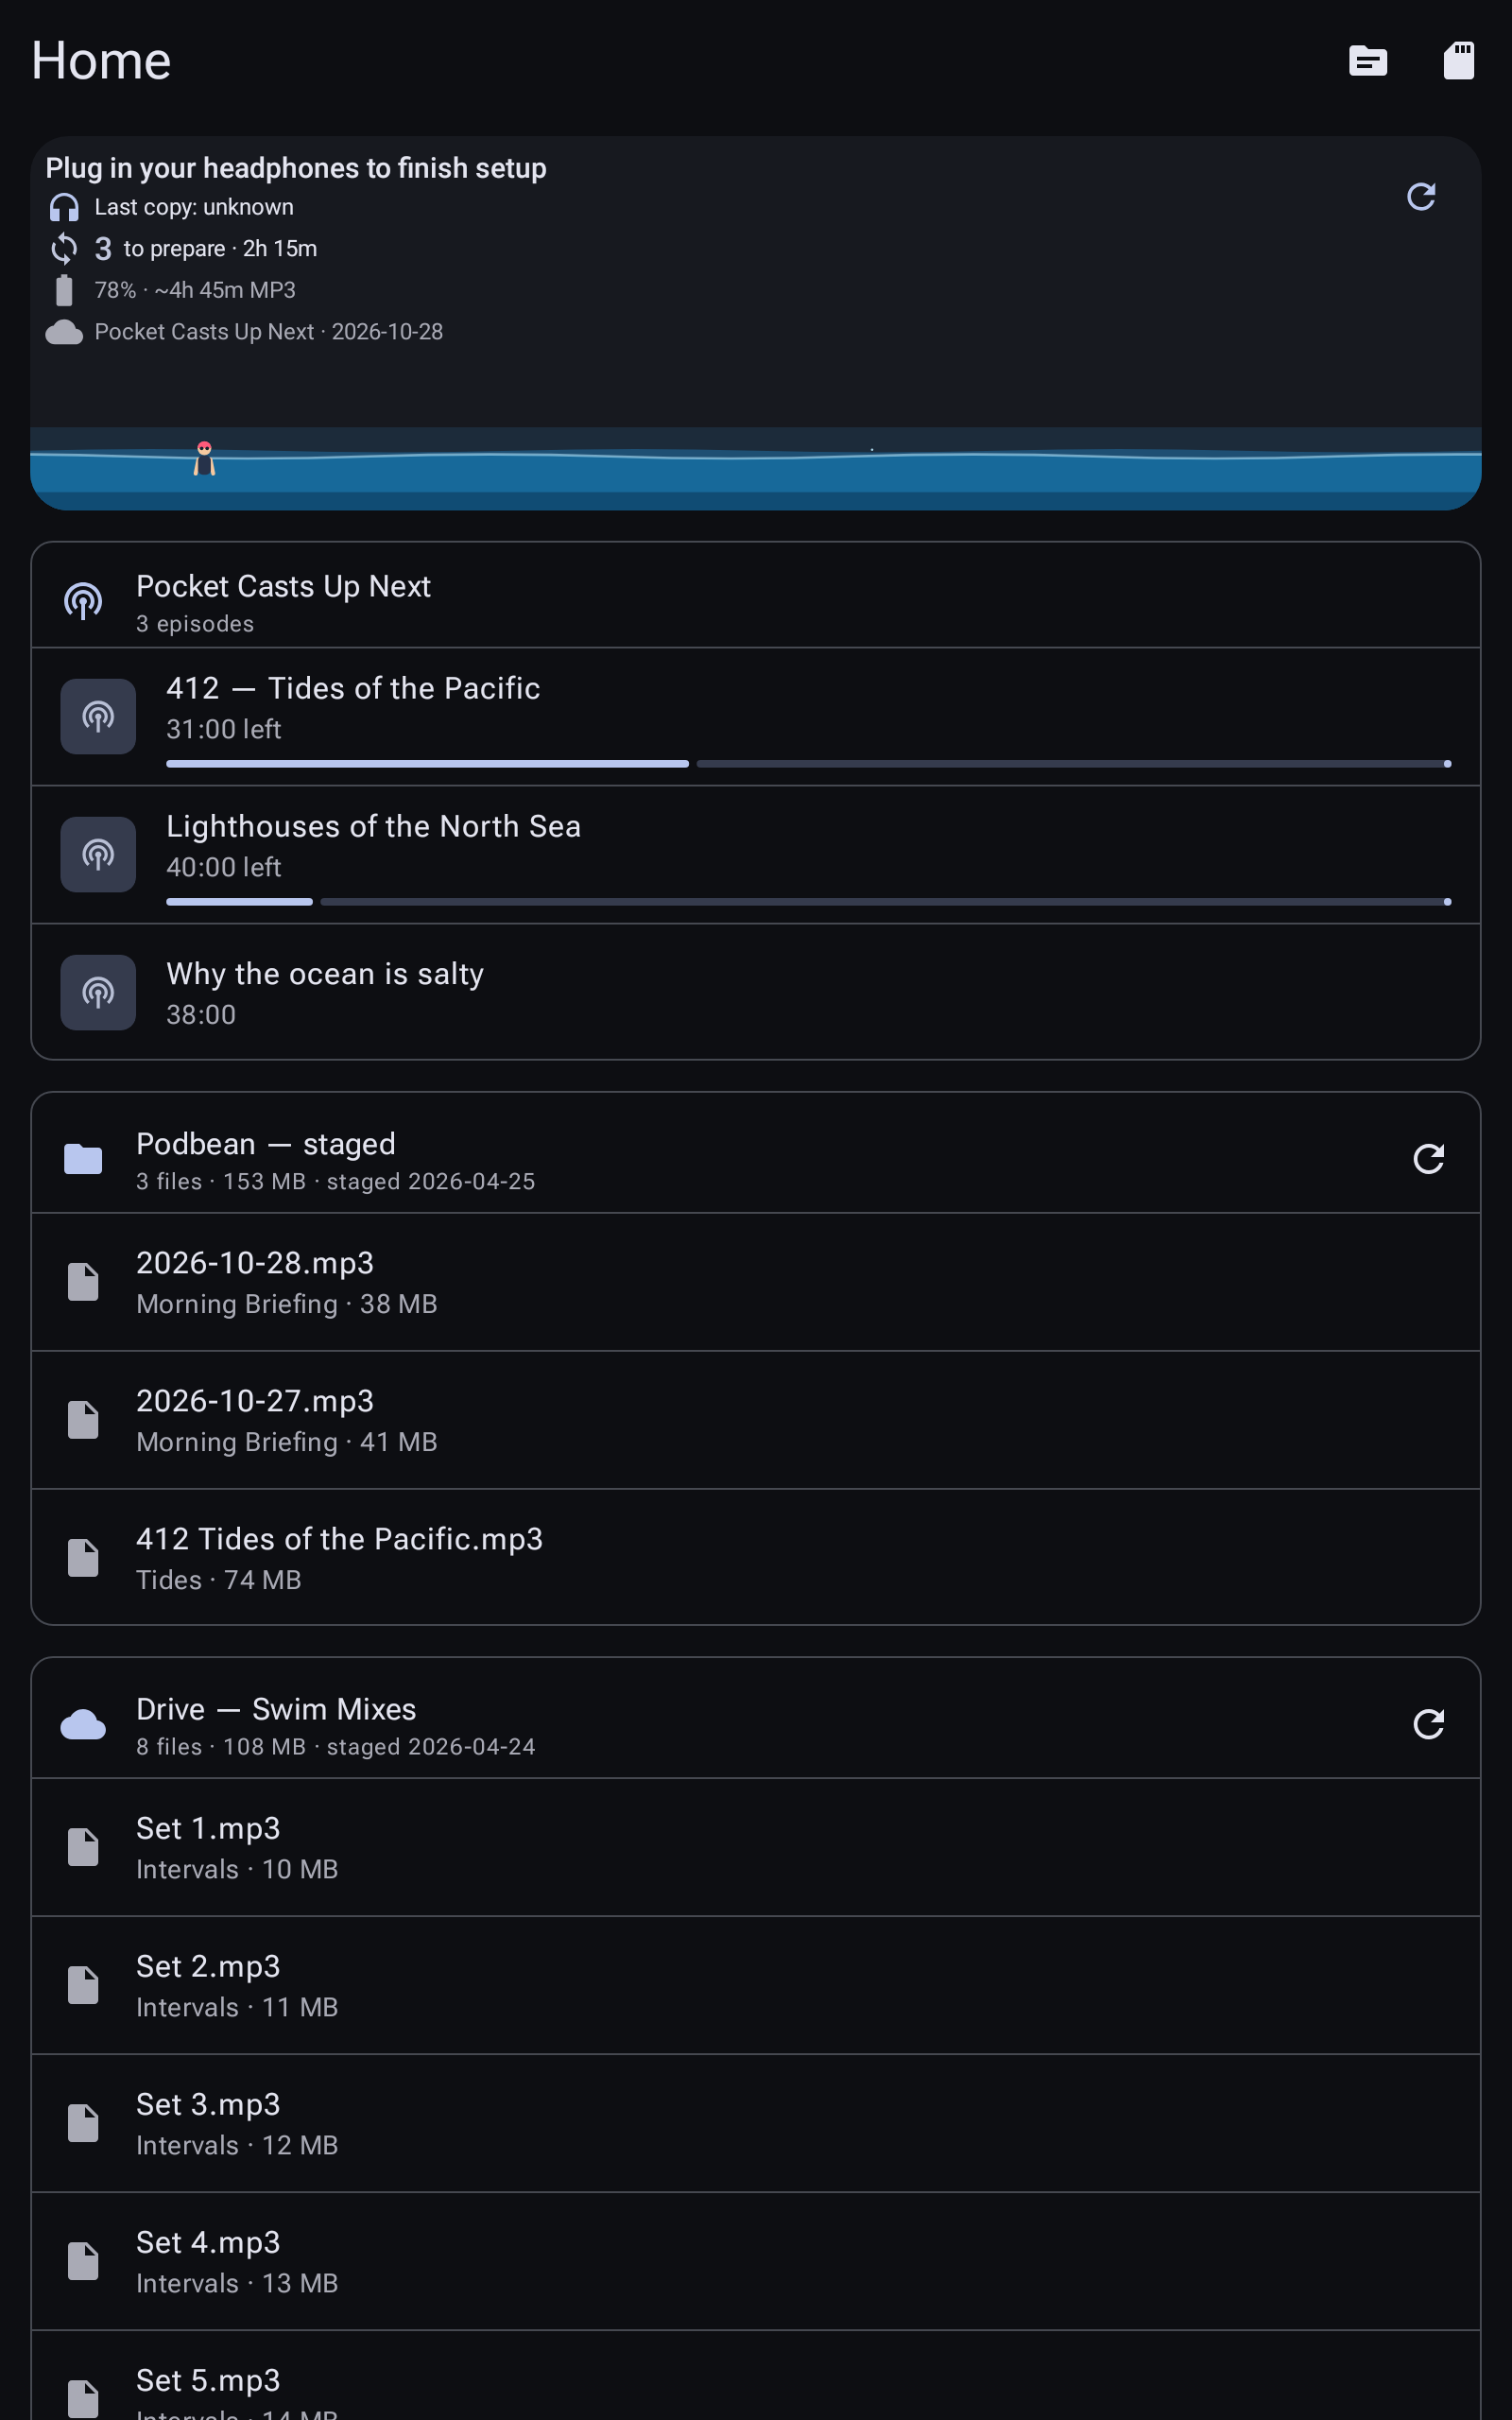 Home
Plug in your headphones to finish setup
Last copy: unknown
3 to prepare · 2h 15m
78% · ~4h 45m MP3
Pocket Casts Up Next · 2026-10-28
Pocket Casts Up Next
3 episodes
412 — Tides of the Pacific
31:00 left
Lighthouses of the North Sea
40:00 left
Why the ocean is salty
38:00
Podbean — staged
3 files · 153 MB · staged 2026-04-25
2026-10-28.mp3
Morning Briefing · 38 MB
2026-10-27.mp3
Morning Briefing · 41 MB
412 Tides of the Pacific.mp3
Tides · 74 MB
Drive — Swim Mixes
8 files · 108 MB · staged 2026-04-24
Set 1.mp3
Intervals · 10 MB
Set 2.mp3
Intervals · 11 MB
Set 3.mp3
Intervals · 12 MB
Set 4.mp3
Intervals · 13 MB
Set 5.mp3
Intervals · 14 MB